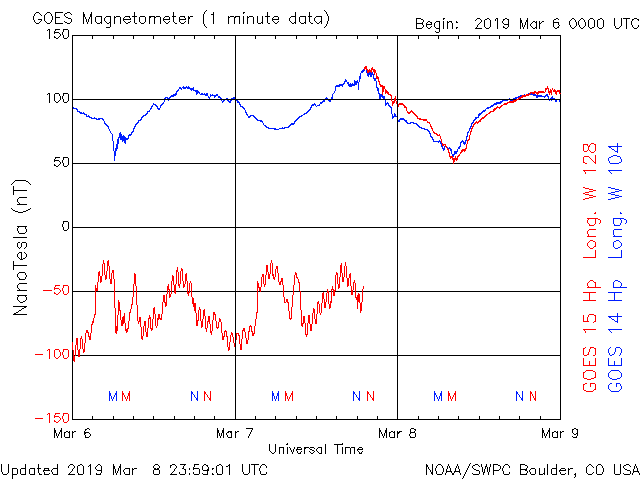 GOES Magnetometer (1 minute data)
Begin: 2019 Mar 6 0000 UTC
150
100
50
0
-50
-100
-150
NanoTesla (nT)
M M N N M M N N M M N N
Mar 6 Mar 7 Mar 8 Mar 9
Universal Time
GOES 15 Hp Long. W 128
GOES 14 Hp Long. W 104
Updated 2019 Mar 8 23:59:01 UTC
NOAA/SWPC Boulder, CO USA